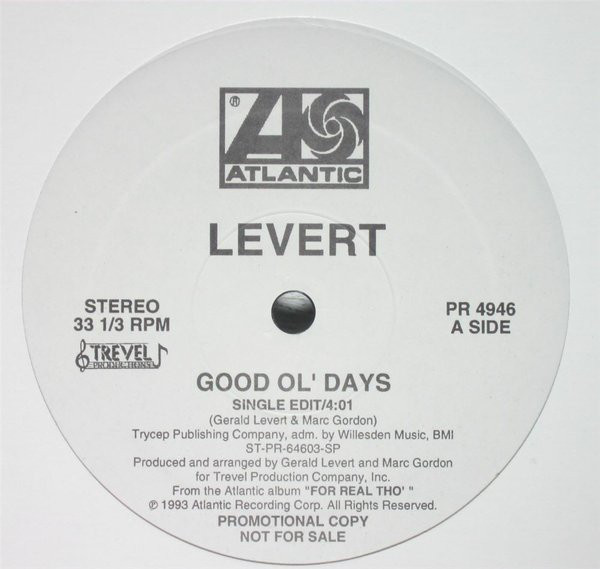 ®
ATLANTIC
LEVERT
STEREO
33 1/3 RPM
PR 4946
A SIDE
TREVEL
PRODUCTIONS
GOOD OL' DAYS
SINGLE EDIT/4:01
(Gerald Levert & Marc Gordon)
Trycep Publishing Company, adm. by Willesden Music, BMI
ST-PR-64603-SP
Produced and arranged by Gerald Levert and Marc Gordon
for Trevel Production Company, Inc.
From the Atlantic album "FOR REAL THO' "
℗ 1993 Atlantic Recording Corp. All Rights Reserved.
PROMOTIONAL COPY
NOT FOR SALE